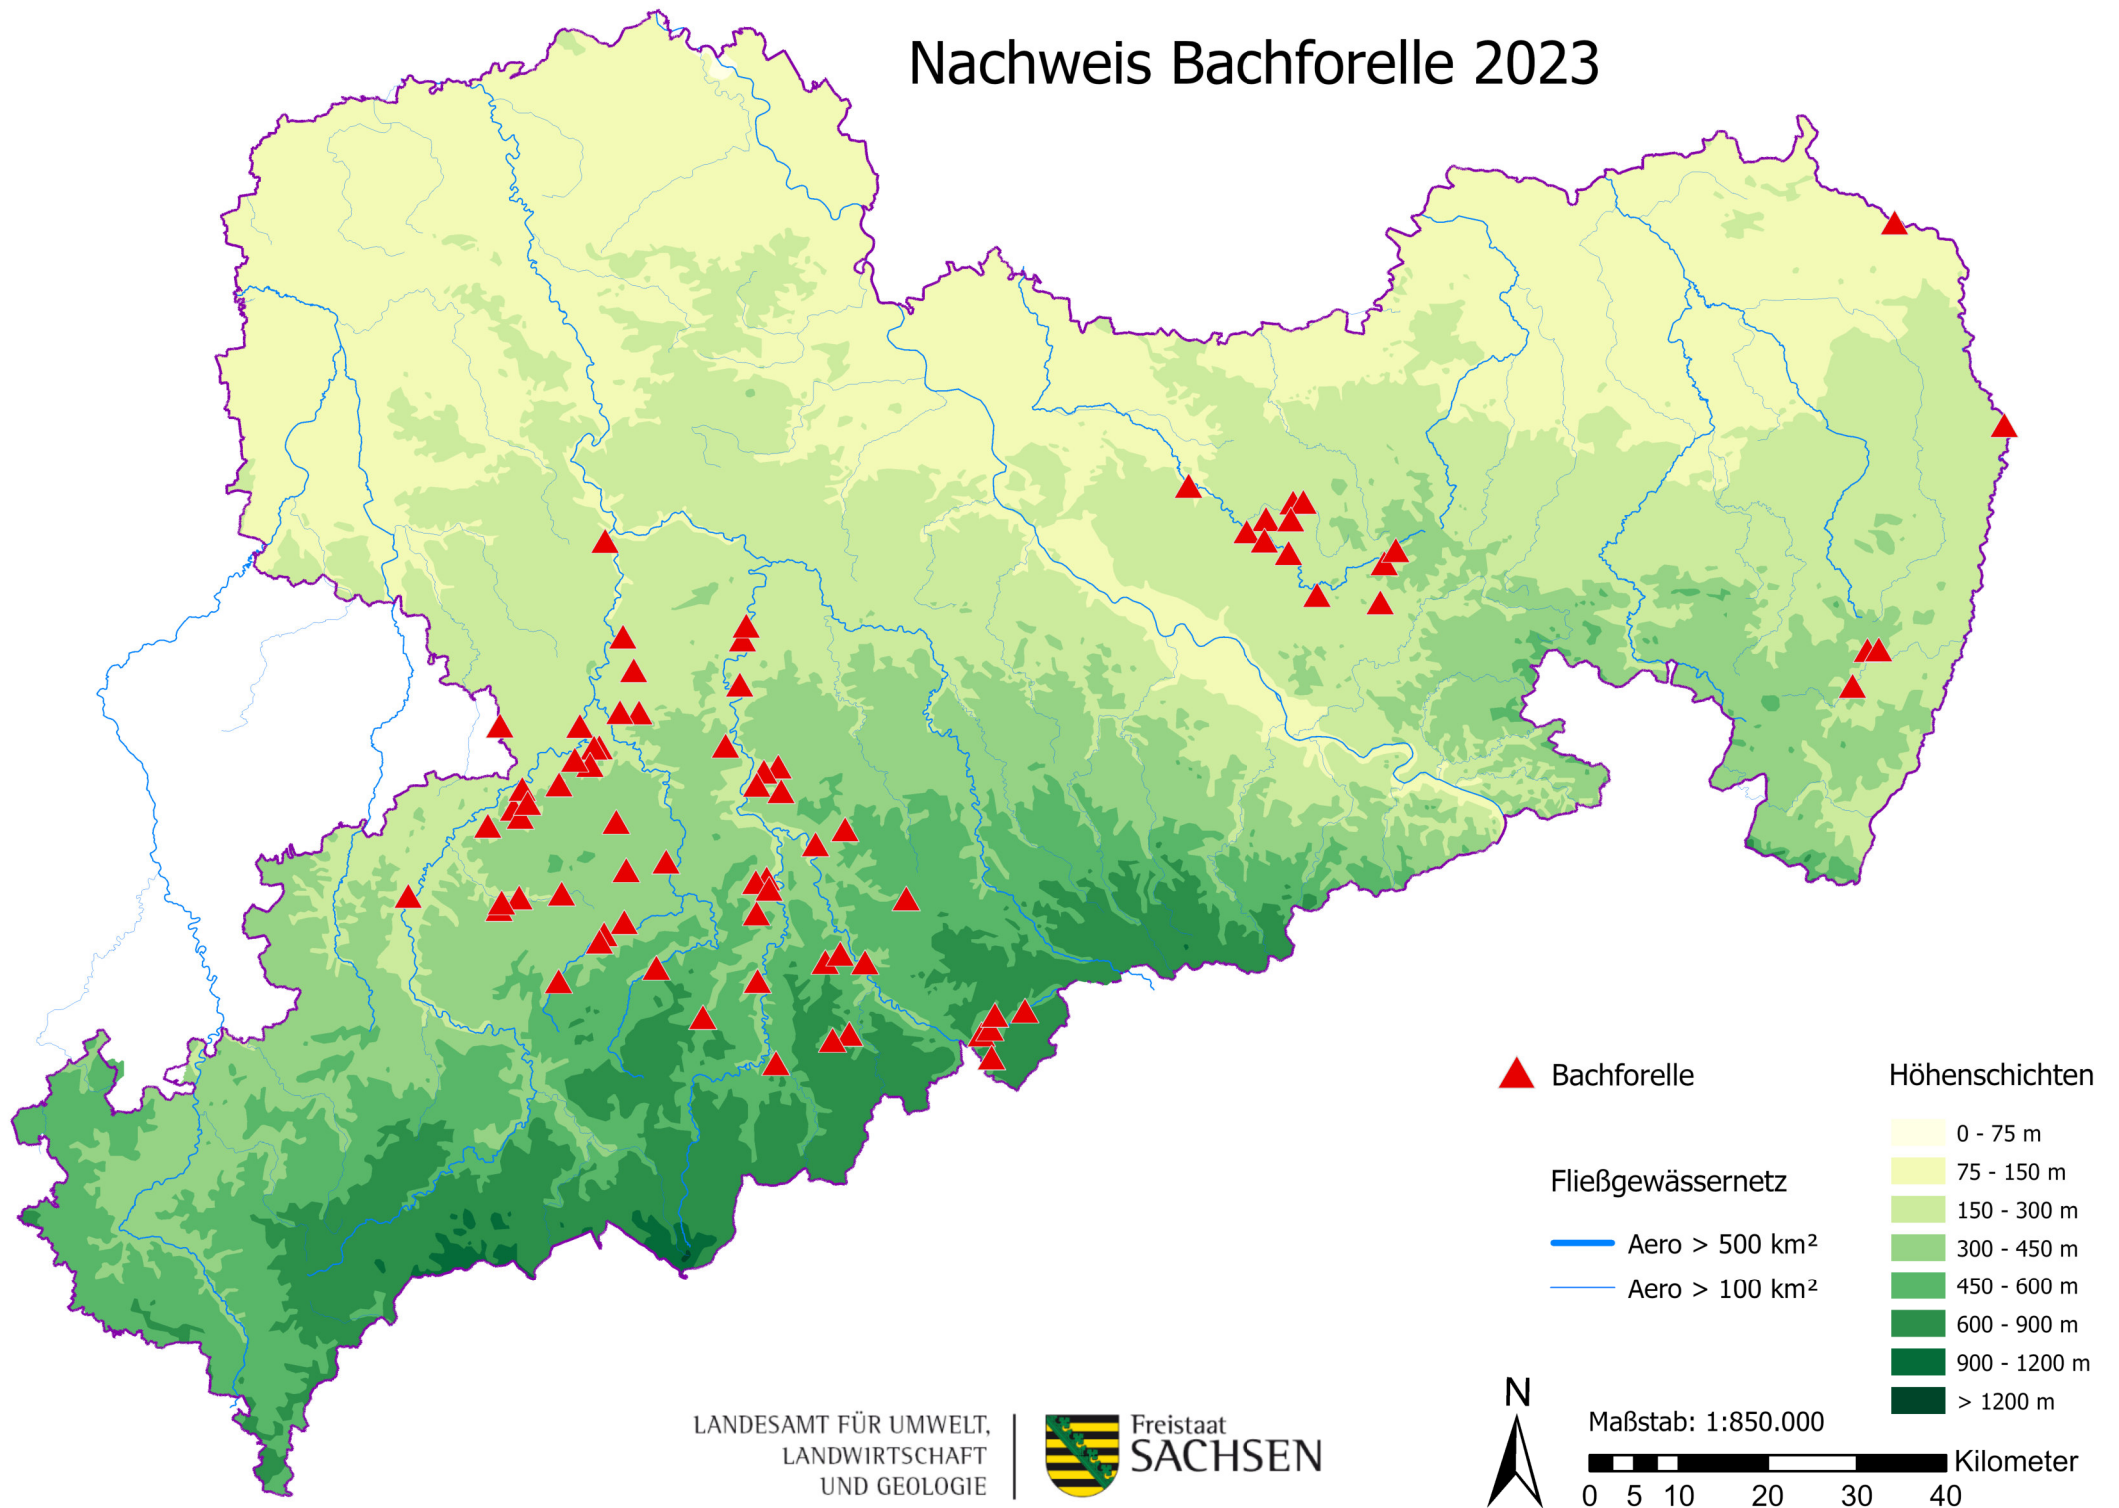 Nachweis Bachforelle 2023
Bachforelle
Fließgewässernetz
Aero > 500 km²
Aero > 100 km²
Höhenschichten
0 - 75 m
75 - 150 m
150 - 300 m
300 - 450 m
450 - 600 m
600 - 900 m
900 - 1200 m
> 1200 m
LANDESAMT FÜR UMWELT,
LANDWIRTSCHAFT
UND GEOLOGIE
Freistaat
SACHSEN
N
Maßstab: 1:850.000
Kilometer
0 5 10 20 30 40